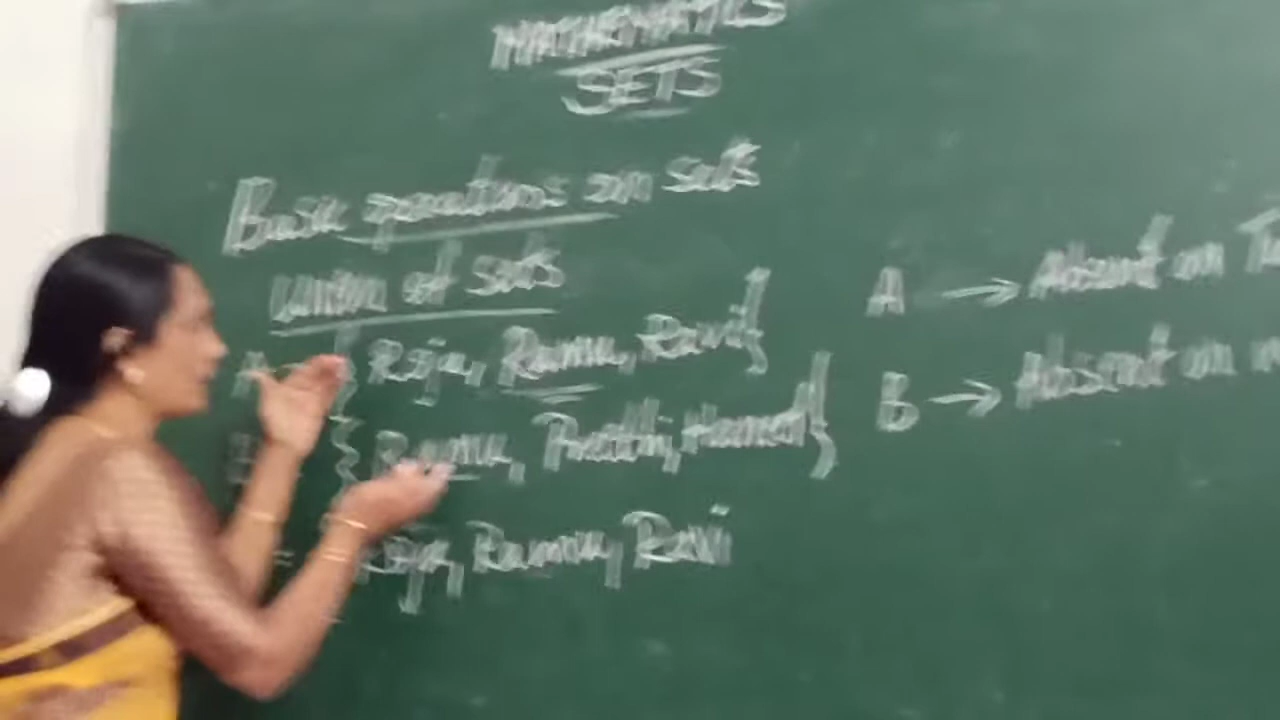 MATHEMATICS
SETS
Basic operations on sets
Union of sets
A { Raju, Ramu, Ravi}
{ Ramu, Preethi, Hamed}
Raju, Ramu, Ravi
A → Absent on
B → Absent on